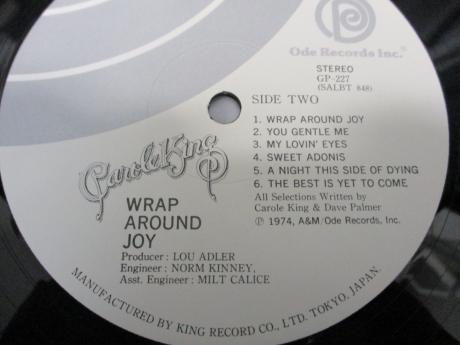 Ode Records Inc.®
STEREO
GP-227
(SALBT 848)
SIDE TWO
1. WRAP AROUND JOY
2. YOU GENTLE ME
3. MY LOVIN' EYES
4. SWEET ADONIS
5. A NIGHT THIS SIDE OF DYING
6. THE BEST IS YET TO COME
All Selections Written by
Carole King & Dave Palmer
Ⓟ 1974, A&M/Ode Records, Inc.
Carole King
WRAP
AROUND
JOY
Producer : LOU ADLER
Engineer : NORM KINNEY,
Asst. Engineer : MILT CALICE
MANUFACTURED BY KING RECORD CO., LTD. TOKYO, JAPAN.